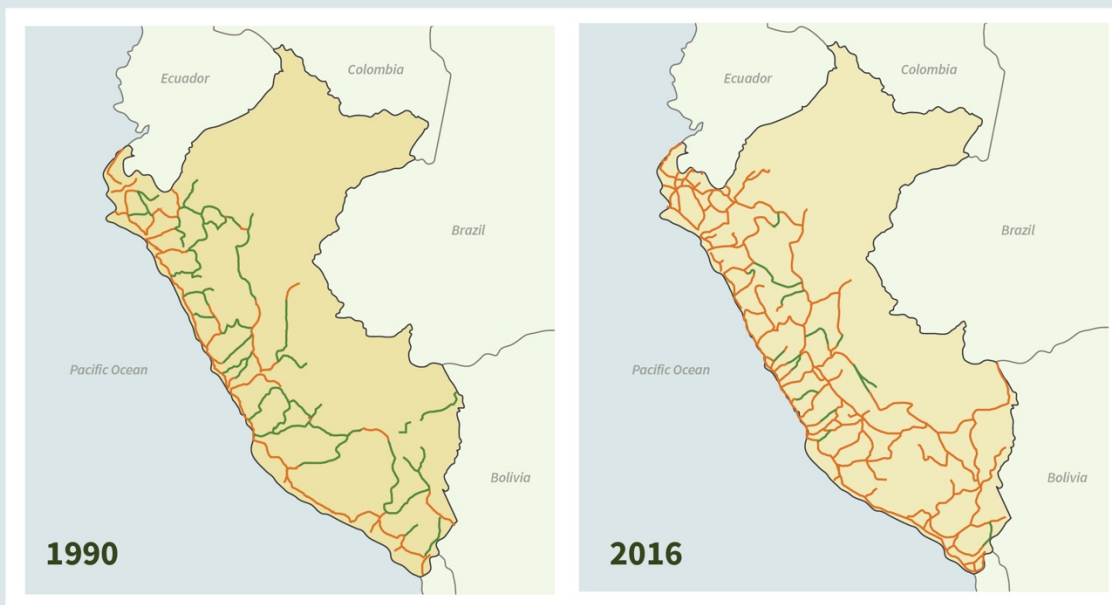 Ecuador
Colombia
Brazil
Pacific Ocean
Bolivia
1990
Ecuador
Colombia
Brazil
Pacific Ocean
Bolivia
2016